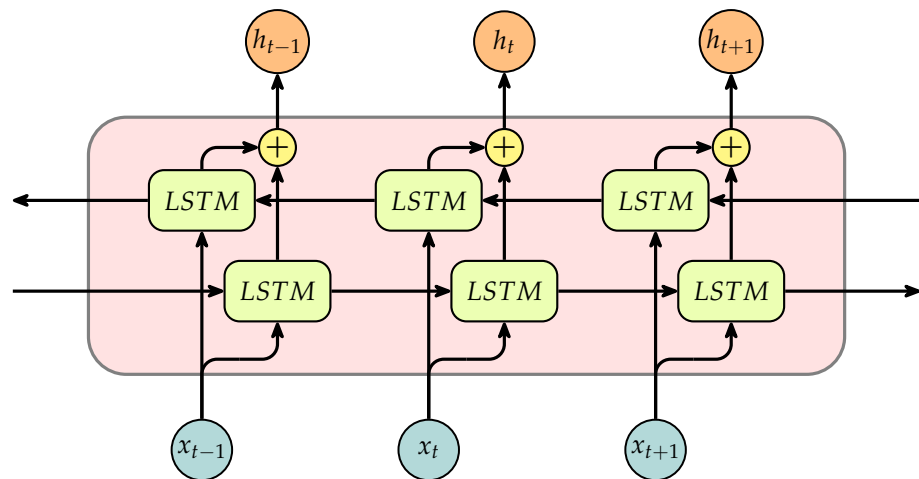 h_{t−1} h_t h_{t+1}
+ + +
LSTM LSTM LSTM
LSTM LSTM LSTM
x_{t−1} x_t x_{t+1}